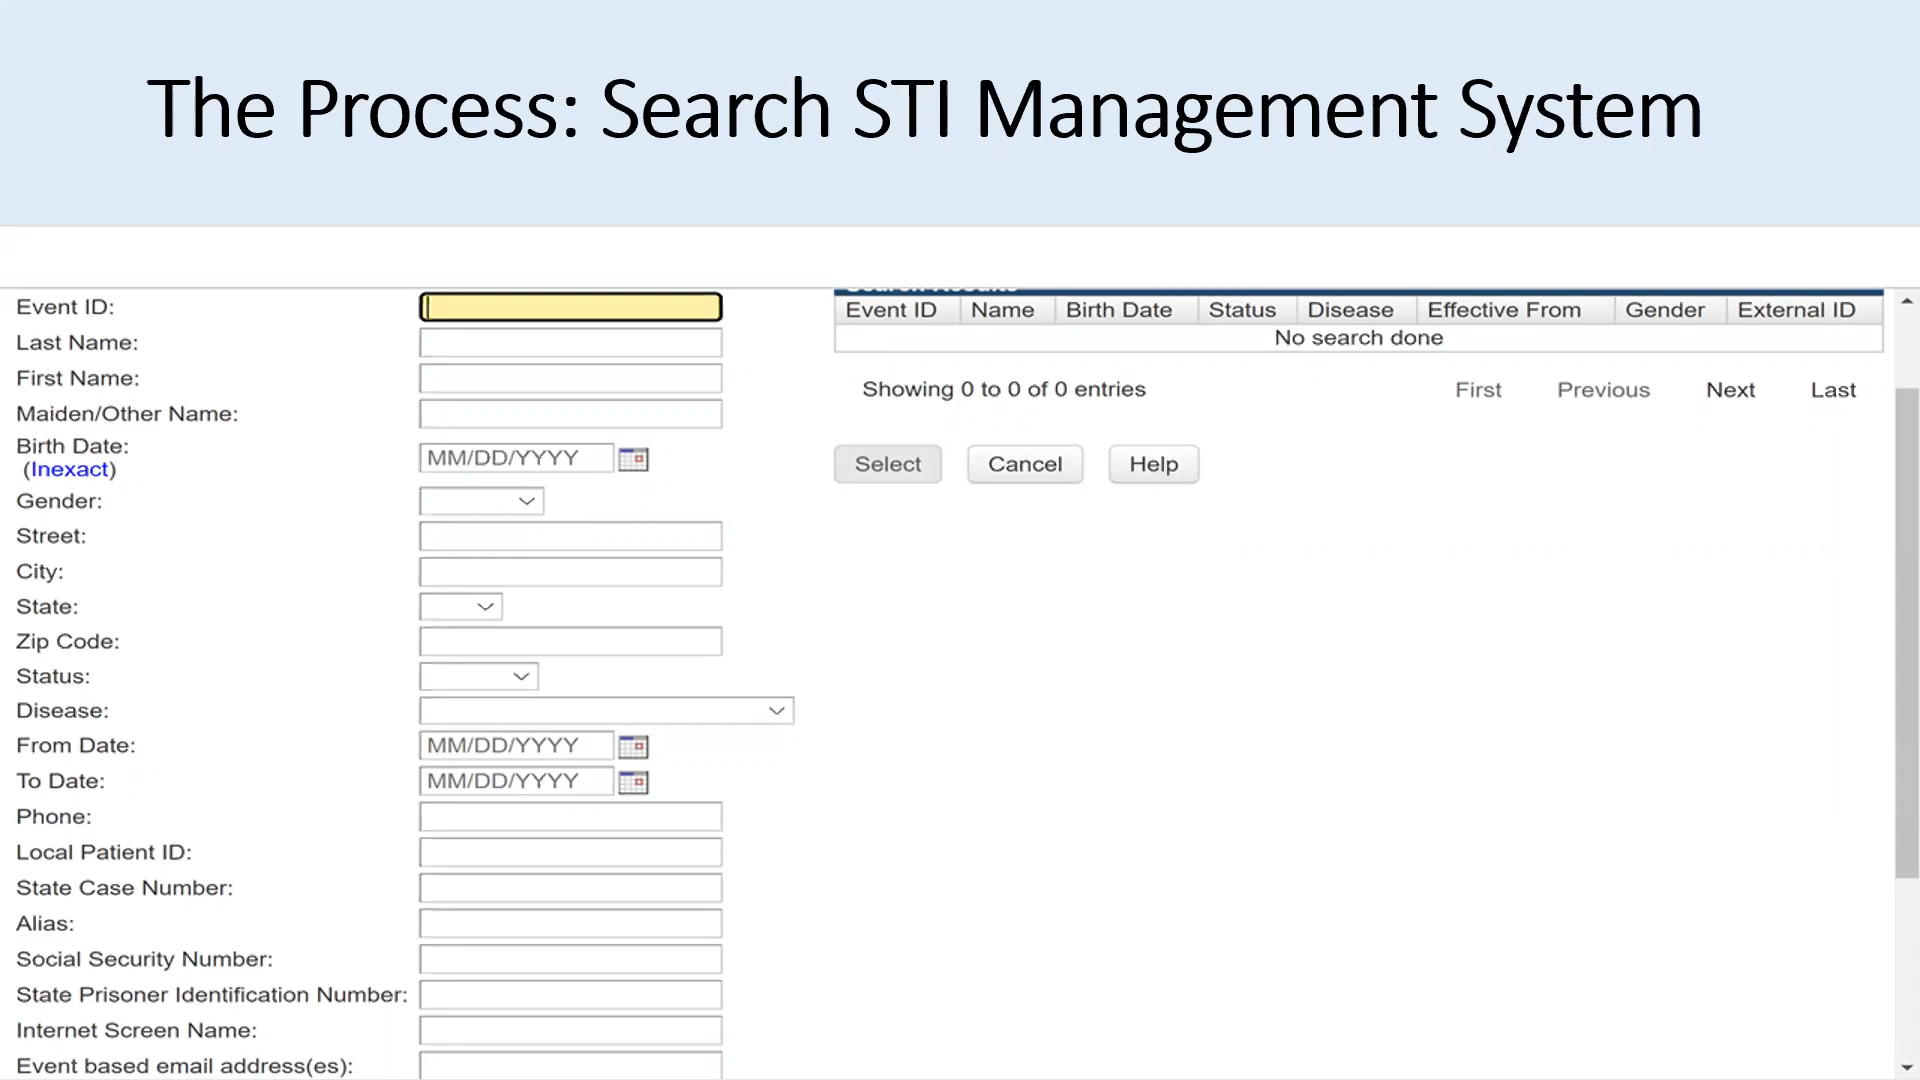 The Process: Search STI Management System
Event ID:
Last Name:
First Name:
Maiden/Other Name:
Birth Date:
(Inexact)
MM/DD/YYYY
Gender:
Street:
City:
State:
Zip Code:
Status:
Disease:
From Date: MM/DD/YYYY
To Date: MM/DD/YYYY
Phone:
Local Patient ID:
State Case Number:
Alias:
Social Security Number:
State Prisoner Identification Number:
Internet Screen Name:
Event based email address(es):
Event ID Name Birth Date Status Disease Effective From Gender External ID
No search done
Showing 0 to 0 of 0 entries First Previous Next Last
Select Cancel Help